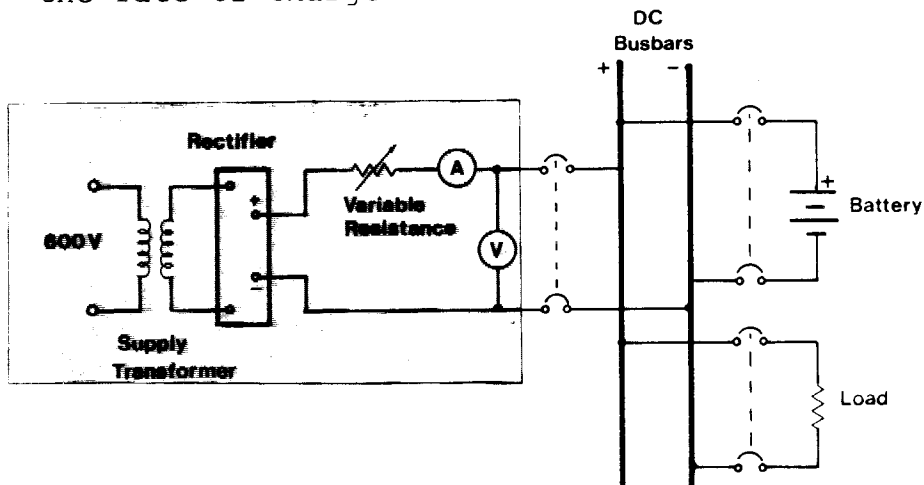 DC
Busbars
+ −
Rectifier
A
+
Variable
Resistance
V
600V
−
Supply
Transformer
+
Battery
Load